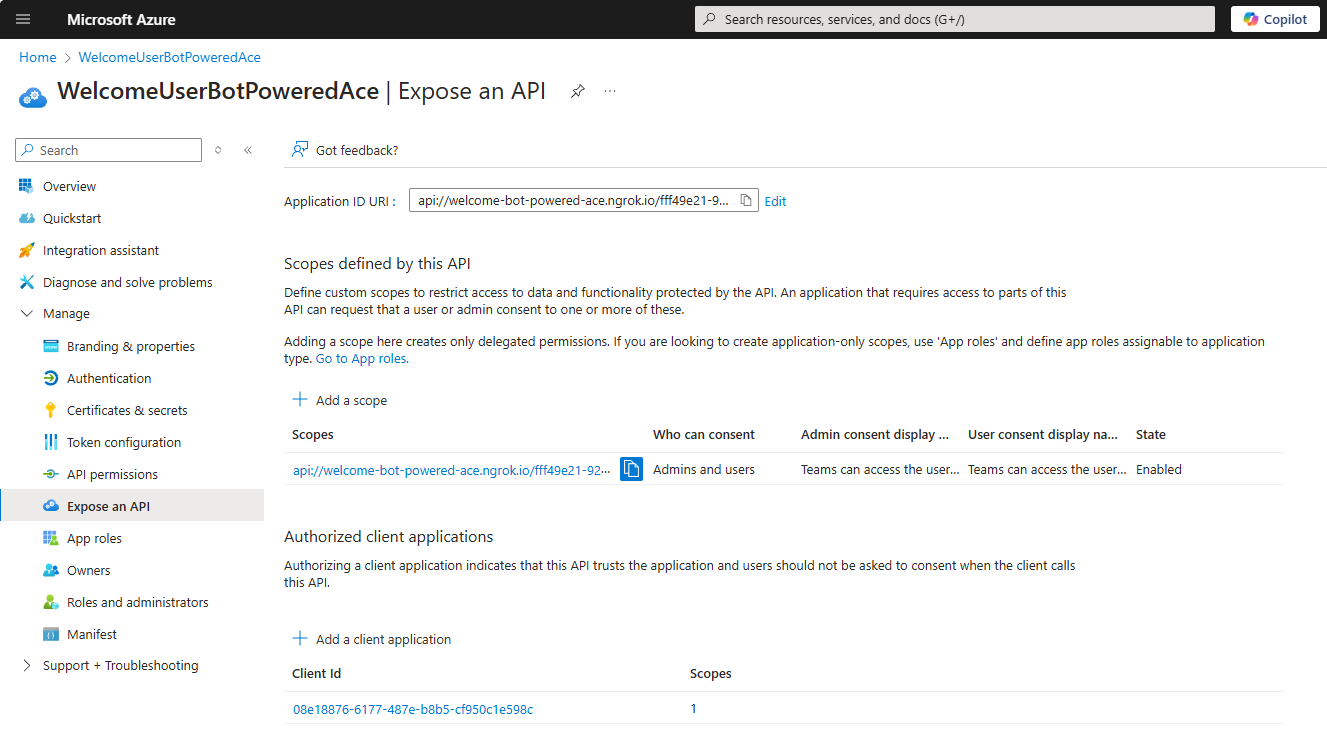 Microsoft Azure
Search resources, services, and docs (G+/)
Copilot
Home > WelcomeUserBotPoweredAce
WelcomeUserBotPoweredAce | Expose an API
Search
Got feedback?
Overview
Quickstart
Integration assistant
Diagnose and solve problems
Manage
Branding & properties
Authentication
Certificates & secrets
Token configuration
API permissions
Expose an API
App roles
Owners
Roles and administrators
Manifest
Support + Troubleshooting
Application ID URI : api://welcome-bot-powered-ace.ngrok.io/fff49e21-9... Edit
Scopes defined by this API
Define custom scopes to restrict access to data and functionality protected by the API. An application that requires access to parts of this
API can request that a user or admin consent to one or more of these.
Adding a scope here creates only delegated permissions. If you are looking to create application-only scopes, use 'App roles' and define app roles assignable to application
type. Go to App roles.
Add a scope
Scopes Who can consent Admin consent display ... User consent display na... State
api://welcome-bot-powered-ace.ngrok.io/fff49e21-92... Admins and users Teams can access the user... Teams can access the user... Enabled
Authorized client applications
Authorizing a client application indicates that this API trusts the application and users should not be asked to consent when the client calls
this API.
Add a client application
Client Id Scopes
08e18876-6177-487e-b8b5-cf950c1e598c 1